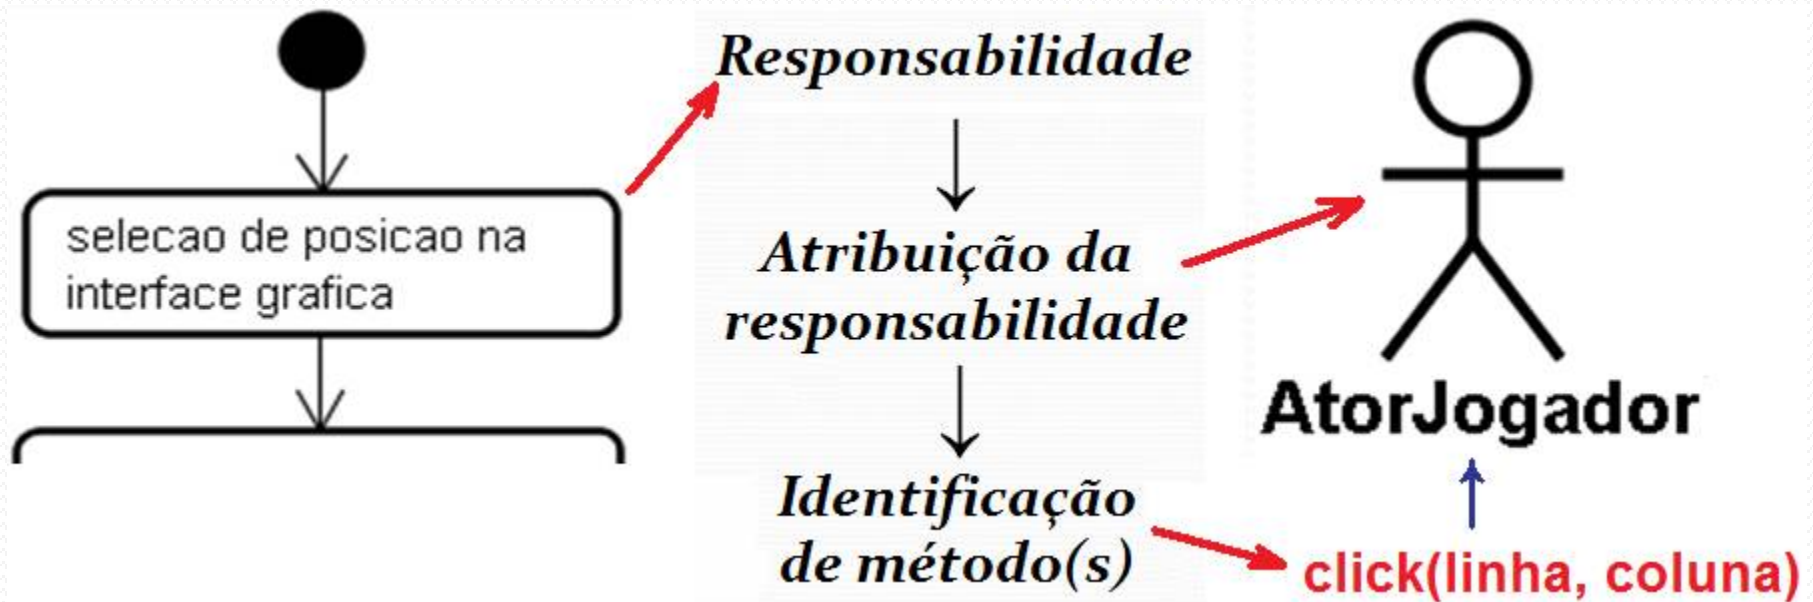 selecao de posicao na
interface grafica
Responsabilidade
Atribuição da
responsabilidade
Identificação
de método(s)
AtorJogador
click(linha, coluna)